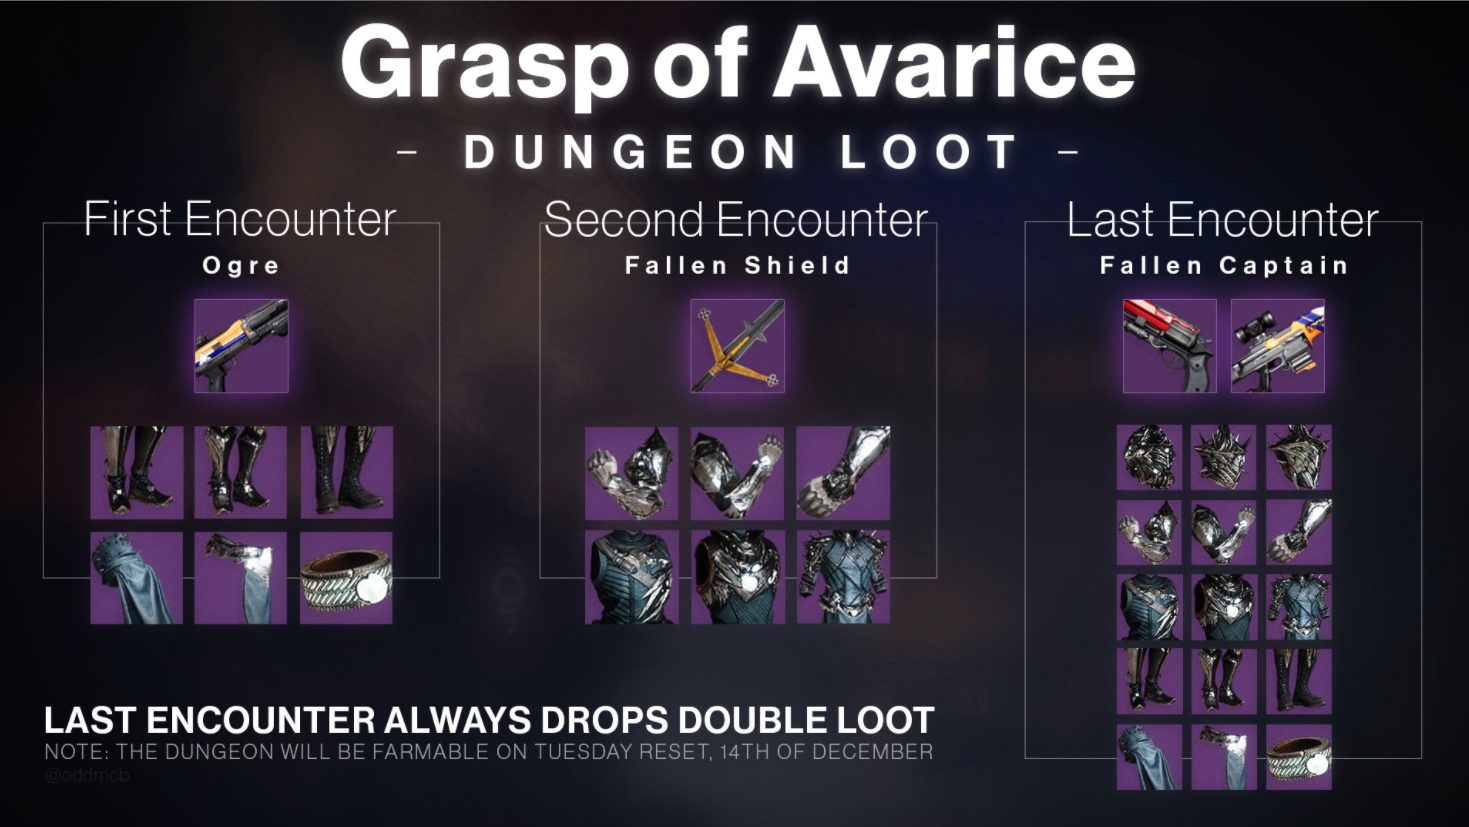 Grasp of Avarice
- DUNGEON LOOT -
First Encounter
Ogre
Second Encounter
Fallen Shield
Last Encounter
Fallen Captain
LAST ENCOUNTER ALWAYS DROPS DOUBLE LOOT
NOTE: THE DUNGEON WILL BE FARMABLE ON TUESDAY RESET, 14TH OF DECEMBER
@oddmcb